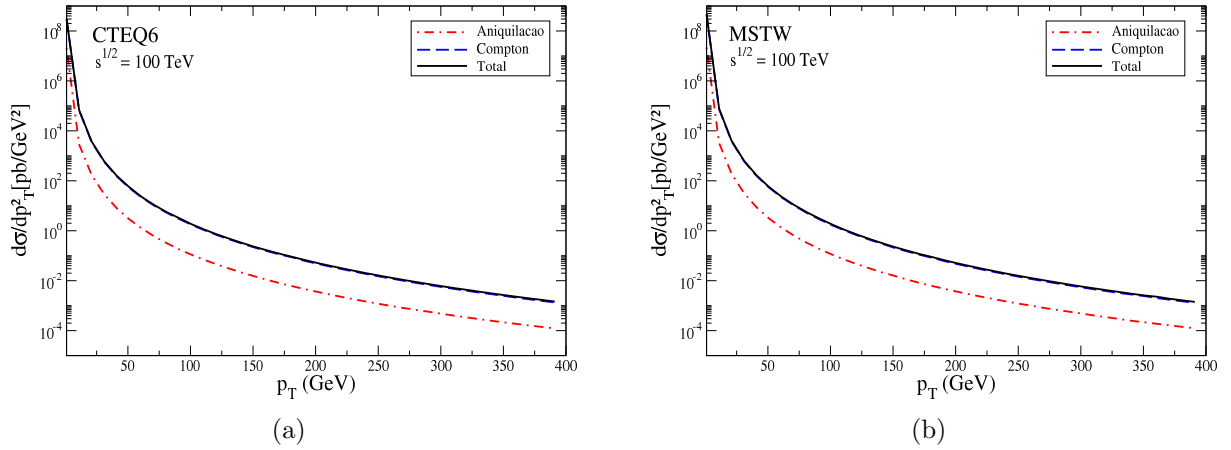 CTEQ6
s^{1/2} = 100 TeV
Aniquilacao
Compton
Total
10^8
10^6
10^4
10^2
10^0
10^-2
10^-4
dσ/dp²_T[pb/GeV²]
50 100 150 200 250 300 350 400
p_T (GeV)
(a)
MSTW
s^{1/2} = 100 TeV
Aniquilacao
Compton
Total
10^8
10^6
10^4
10^2
10^0
10^-2
10^-4
dσ/dp²_T[pb/GeV²]
50 100 150 200 250 300 350 400
p_T (GeV)
(b)